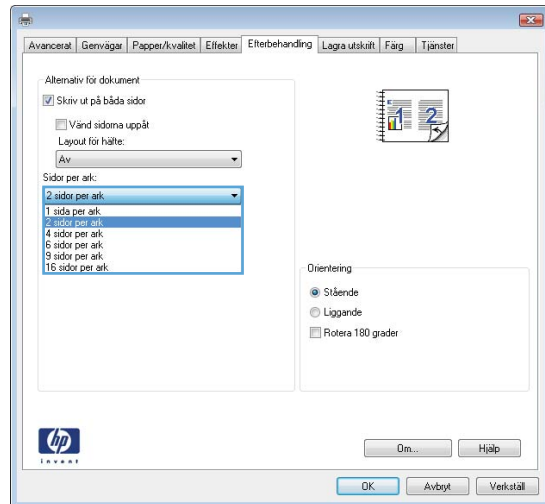 Avancerat Genvägar Papper/kvalitet Effekter Efterbehandling Lagra utskrift Färg Tjänster
Alternativ för dokument
Skriv ut på båda sidor
Vänd sidorna uppåt
Layout för häfte:
Av
Sidor per ark:
2 sidor per ark
1 sida per ark
2 sidor per ark
4 sidor per ark
6 sidor per ark
9 sidor per ark
16 sidor per ark
1 2
Orientering
Stående
Liggande
Rotera 180 grader
hp
invent
Om... Hjälp
OK Avbryt Verkställ